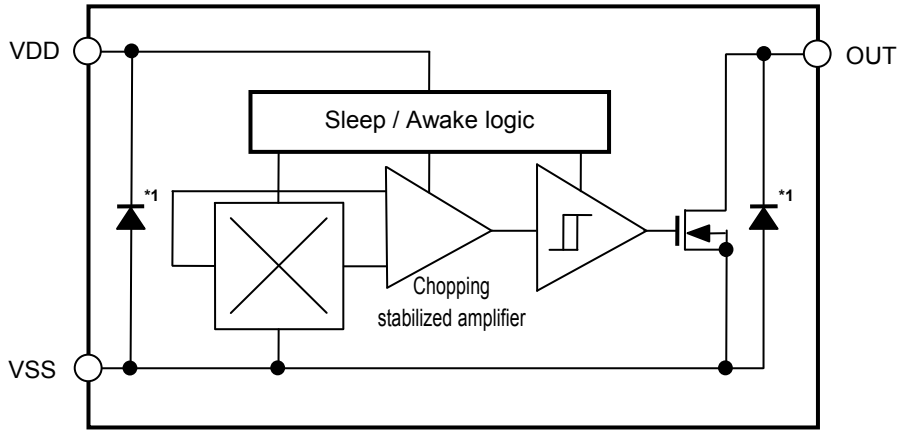 VDD
OUT
Sleep / Awake logic
*1
*1
Chopping
stabilized amplifier
VSS